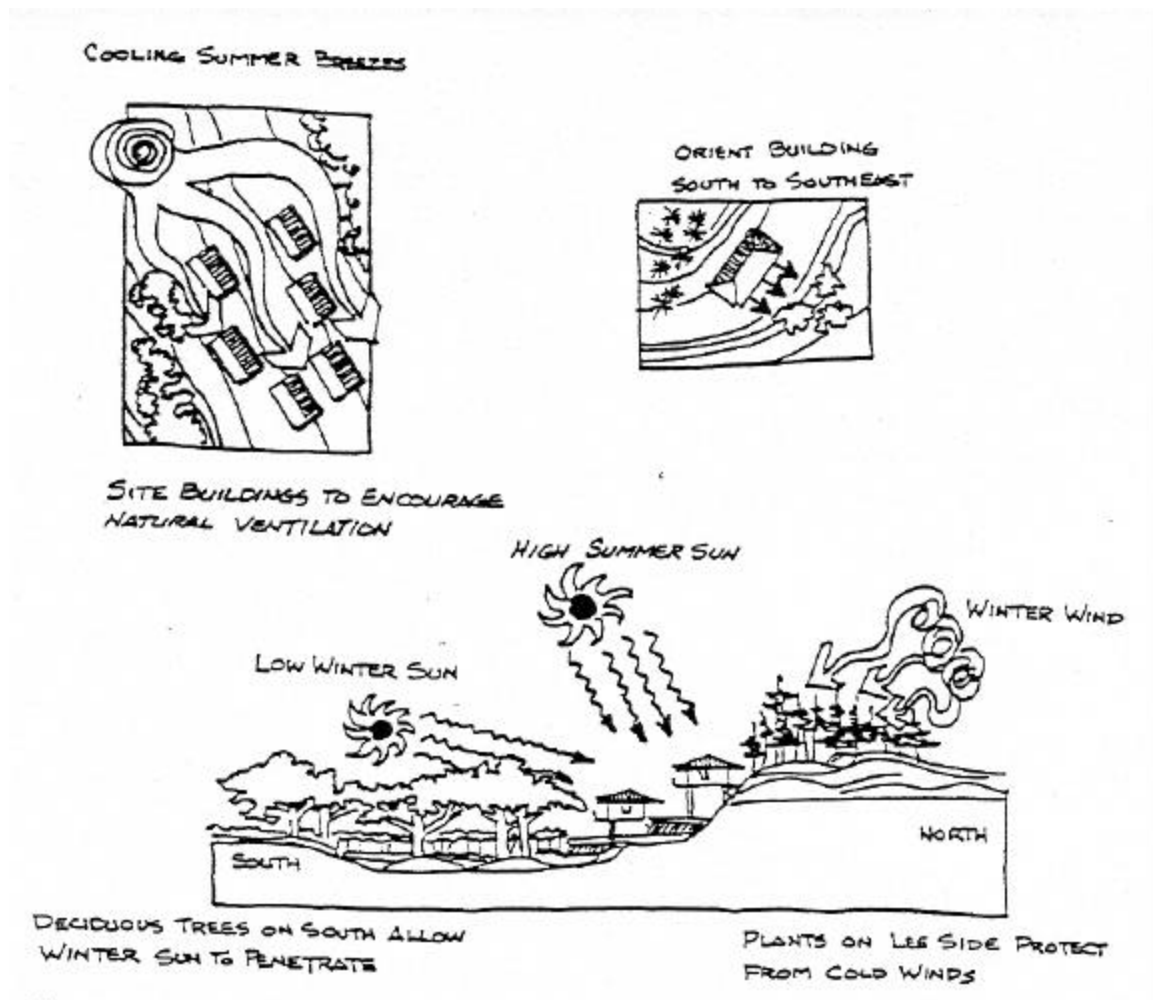 COOLING SUMMER BREEZES
ORIENT BUILDING
SOUTH TO SOUTHEAST
SITE BUILDINGS TO ENCOURAGE
NATURAL VENTILATION
HIGH SUMMER SUN
WINTER WIND
LOW WINTER SUN
NORTH
SOUTH
DECIDUOUS TREES ON SOUTH ALLOW
WINTER SUN TO PENETRATE
PLANTS ON LEE SIDE PROTECT
FROM COLD WINDS